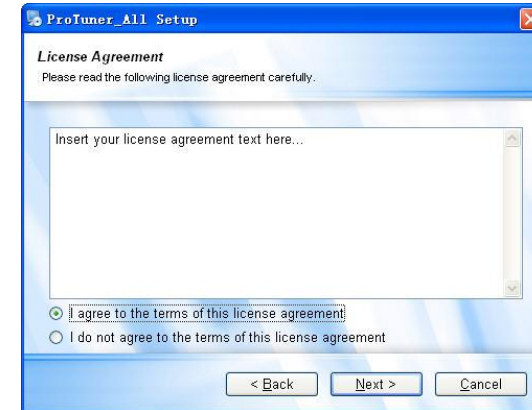 ProTuner_All Setup
License Agreement
Please read the following license agreement carefully.
Insert your license agreement text here...
I agree to the terms of this license agreement
I do not agree to the terms of this license agreement
< Back Next > Cancel